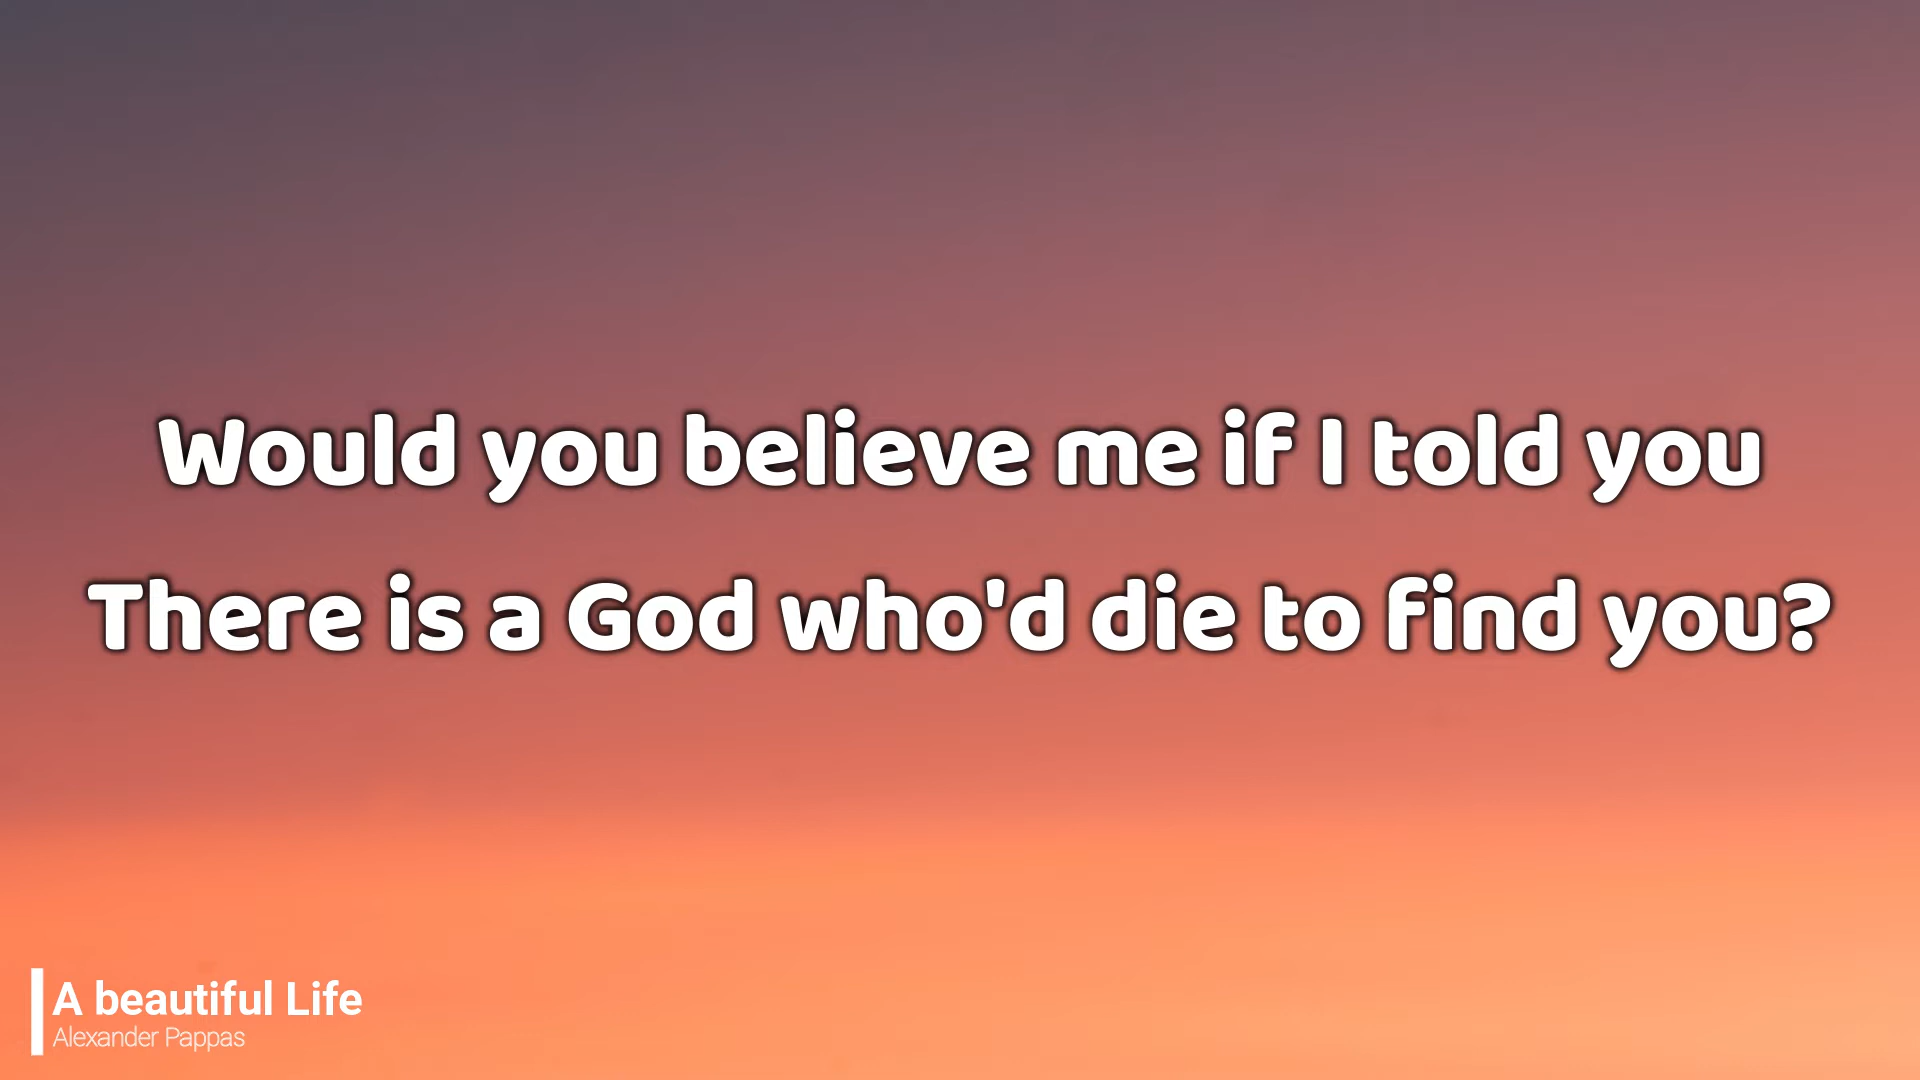 Would you believe me if I told you
There is a God who'd die to find you?
A beautiful Life
Alexander Pappas